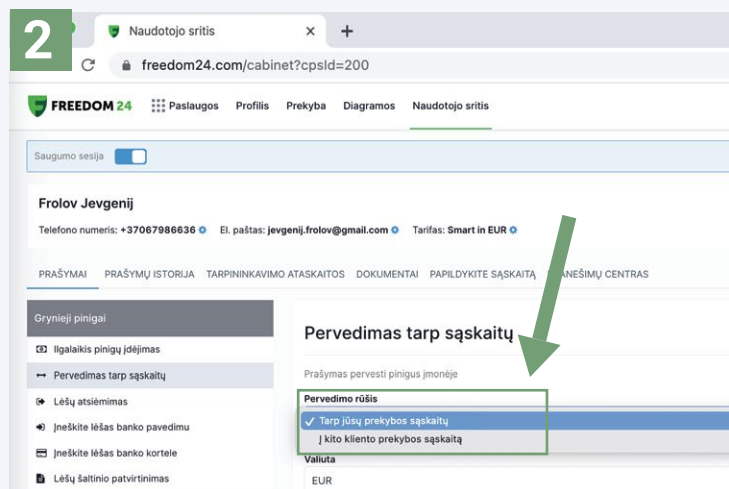 2
Naudotojo sritis
freedom24.com/cabinet?cpsId=200
FREEDOM 24 Paslaugos Profilis Prekyba Diagramos Naudotojo sritis
Saugumo sesija
Frolov Jevgenij
Telefono numeris: +37067986636 El. paštas: jevgenij.frolov@gmail.com Tarifas: Smart in EUR
PRAŠYMAI PRAŠYMŲ ISTORIJA TARPININKAVIMO ATASKAITOS DOKUMENTAI PAPILDYKITE SĄSKAITĄ CENTRAS
Grynieji pinigai
Ilgalaikis pinigų įdėjimas
Pervedimas tarp sąskaitų
Lėšų atsiėmimas
Įneškite lėšas banko pavedimu
Įneškite lėšas banko kortele
Lėšų šaltinio patvirtinimas
Pervedimas tarp sąskaitų
Prašymas pervesti pinigus įmonėje
Pervedimo rūšis
Tarp jūsų prekybos sąskaitų
Į kito kliento prekybos sąskaitą
Valiuta
EUR